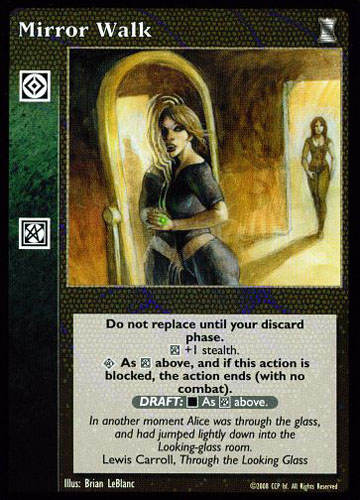 Mirror Walk
Do not replace until your discard
phase.
+1 stealth.
As above, and if this action is
blocked, the action ends (with no
combat).
DRAFT: As above.
In another moment Alice was through the glass,
and had jumped lightly down into the
Looking-glass room.
Lewis Carroll, Through the Looking Glass
Illus: Brian LeBlanc
©2008 CCP hf. All Rights Reserved